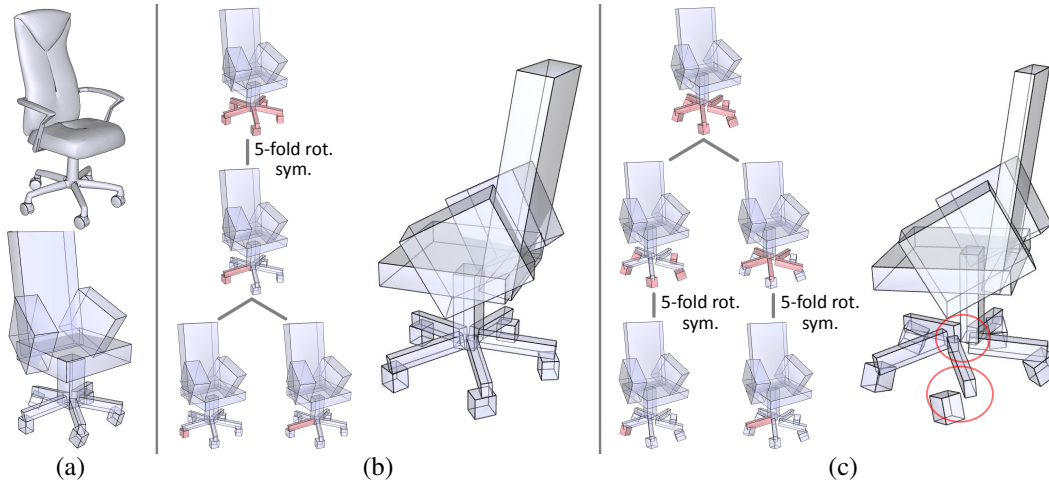 5-fold rot.
sym.
5-fold rot.
sym.
5-fold rot.
sym.
(a)
(b)
(c)